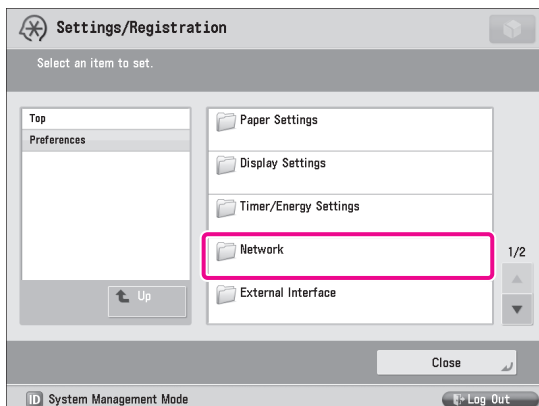 Settings/Registration
Select an item to set.
Top
Preferences
Up
Paper Settings
Display Settings
Timer/Energy Settings
Network
External Interface
1/2
Close
ID System Management Mode
Log Out